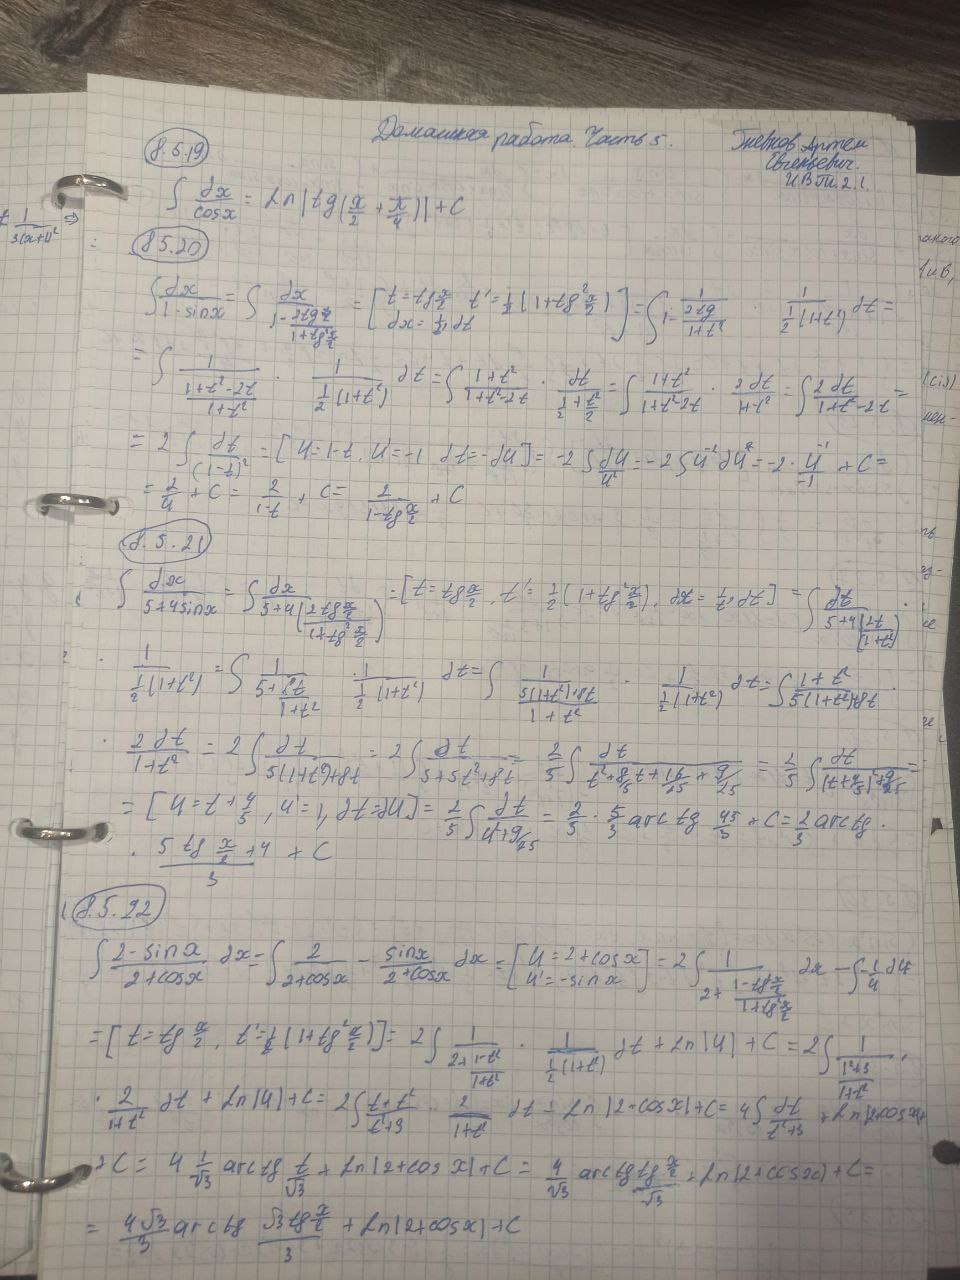 Домашняя работа. Часть 5.
Гневнов Артем
Евгеньевич.
ИВТп.2.1.
8.5.19
∫ dx/cosx = ln|tg(x/2 + π/4)| + C
8.5.20
∫ dx/(1-sinx) = ∫ dx/(1 - (2tg x/2)/(1+tg² x/2)) = [t = tg x/2  t' = 1/2 (1+tg² x/2)  dx = 1/t' dt] = ∫ 1/(1 - 2tg/(1+t²)) · 1/(1/2 (1+t²)) dt =
= ∫ 1/((1+t²-2t)/(1+t²)) · 1/(1/2 (1+t²)) dt = ∫ (1+t²)/(1+t²-2t) · dt/(1/2 + t²/2) = ∫ (1+t²)/(1+t²-2t) · 2dt/(1+t²) = ∫ 2dt/(1+t²-2t) =
= 2 ∫ dt/(1-t)² = [u = 1-t, u' = -1  dt = -du] = -2 ∫ du/u² = -2 ∫ u⁻² du = -2 · u⁻¹/-1 + C =
= 2/u + C = 2/(1-t) + C = 2/(1-tg x/2) + C
8.5.21
∫ dx/(5+4sinx) = ∫ dx/(5+4((2tg x/2)/(1+tg² x/2))) = [t = tg x/2, t' = 1/2 (1+tg² x/2), dx = 1/t' dt] = ∫ dt/(5+4(2t/(1+t²))) ·
· 1/(1/2 (1+t²)) = ∫ 1/(5 + 8t/(1+t²)) · 1/(1/2 (1+t²)) dt = ∫ 1/((5(1+t²)+8t)/(1+t²)) · 1/(1/2 (1+t²)) dt = ∫ (1+t²)/(5(1+t²)+8t) ·
· 2dt/(1+t²) = 2 ∫ dt/(5(1+t²)+8t) = 2 ∫ dt/(5+5t²+8t) = 2/5 ∫ dt/(t²+8/5 t+16/25+9/25) = 2/5 ∫ dt/((t+4/5)²+9/25) =
= [u = t + 4/5, u' = 1, dt = du] = 2/5 ∫ dt/(u²+9/25) = 2/5 · 5/3 arctg 45/3 + C = 2/3 arctg ·
· (5 tg x/2 + 4)/3 + C
8.5.22
∫ (2-sinx)/(2+cosx) dx = ∫ 2/(2+cosx) - sinx/(2+cosx) dx = [u = 2+cosx  u' = -sinx] = 2 ∫ 1/(2 + (1-tg² x/2)/(1+tg² x/2)) dx - ∫ -1/u du
= [t = tg x/2, t' = 1/2 (1+tg² x/2)] = 2 ∫ 1/(2 + (1-t²)/(1+t²)) · 1/(1/2 (1+t²)) dt + ln|u| + C = 2 ∫ 1/((t²+3)/(1+t²)) ·
· 2/(1+t²) dt + ln|u| + C = 2 ∫ (1+t²)/(t²+3) · 2/(1+t²) dt + ln|2+cosx| + C = 4 ∫ dt/(t²+3) + ln|2+cosx| +
+ C = 4 1/√3 arctg t/√3 + ln|2+cosx| + C = 4/√3 arctg (tg x/2)/√3 + ln|2+cosx| + C =
= 4√3/3 arctg (√3 tg x/2)/3 + ln|2+cosx| + C